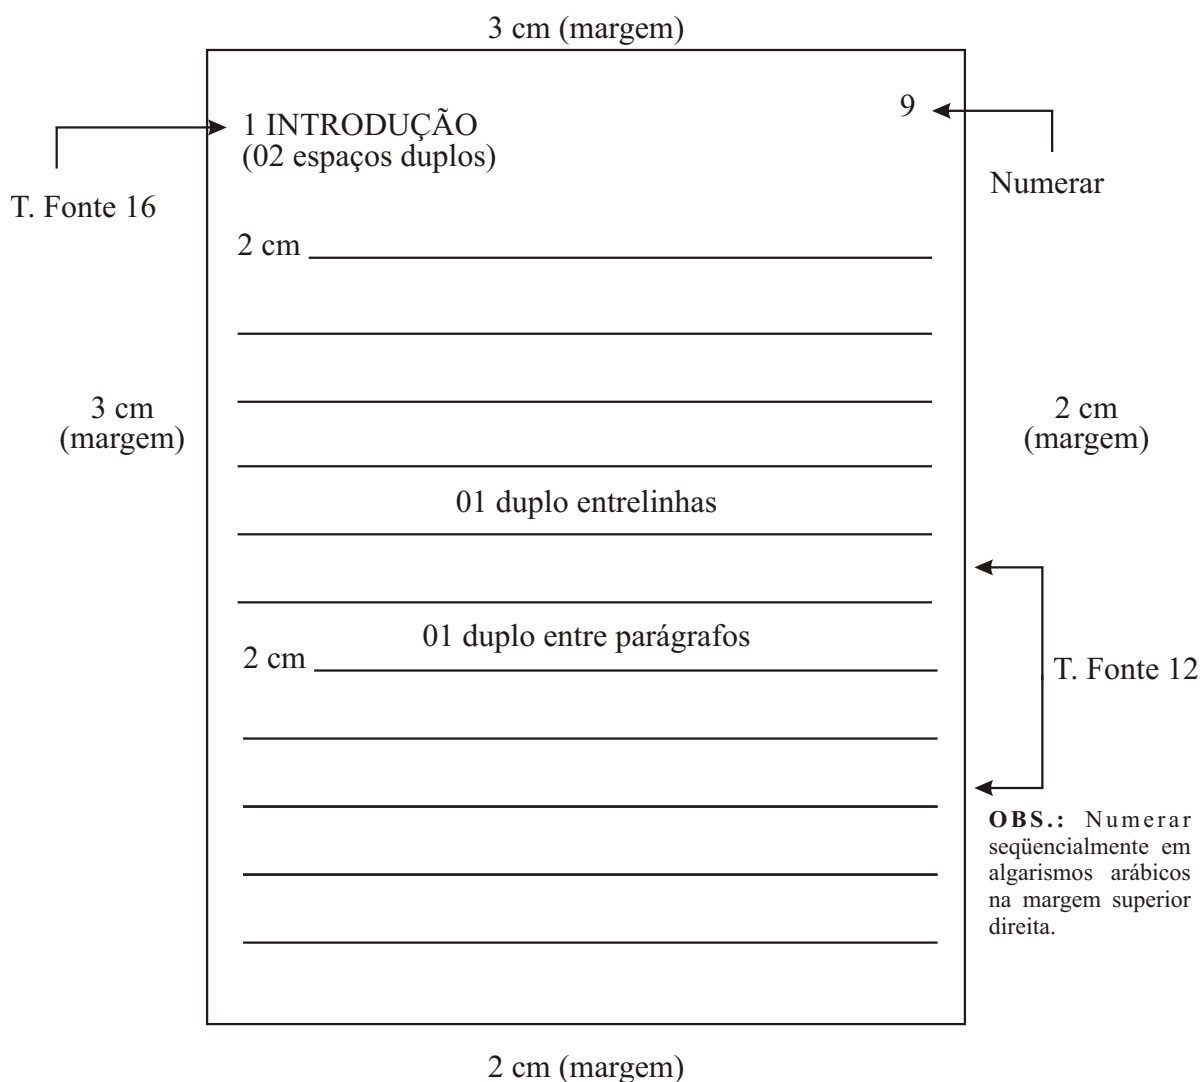 3 cm (margem)
9
1 INTRODUÇÃO
(02 espaços duplos)
Numerar
T. Fonte 16
2 cm
3 cm
(margem)
2 cm
(margem)
01 duplo entrelinhas
01 duplo entre parágrafos
2 cm
T. Fonte 12
OBS.: Numerar
seqüencialmente em
algarismos arábicos
na margem superior
direita.
2 cm (margem)